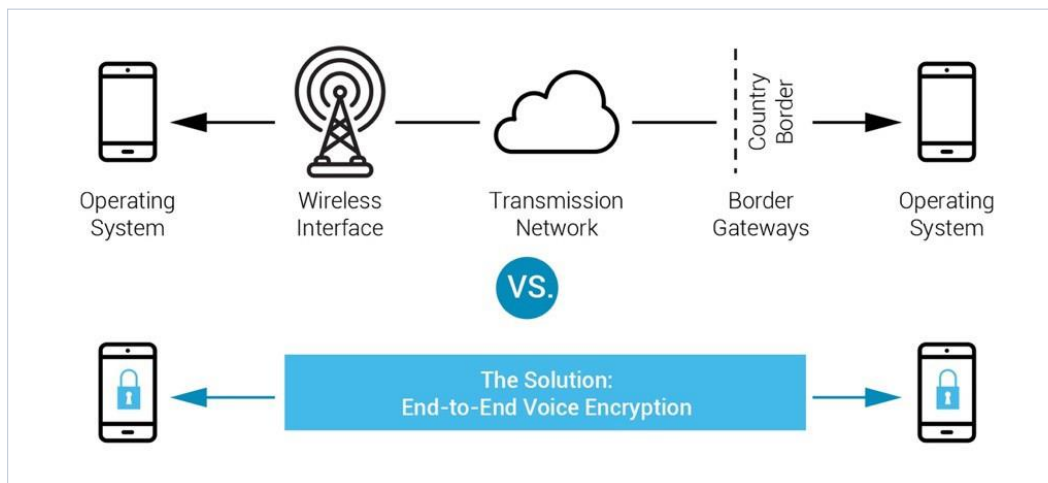 Country
Border
Operating
System
Wireless
Interface
Transmission
Network
Border
Gateways
Operating
System
VS.
The Solution:
End-to-End Voice Encryption